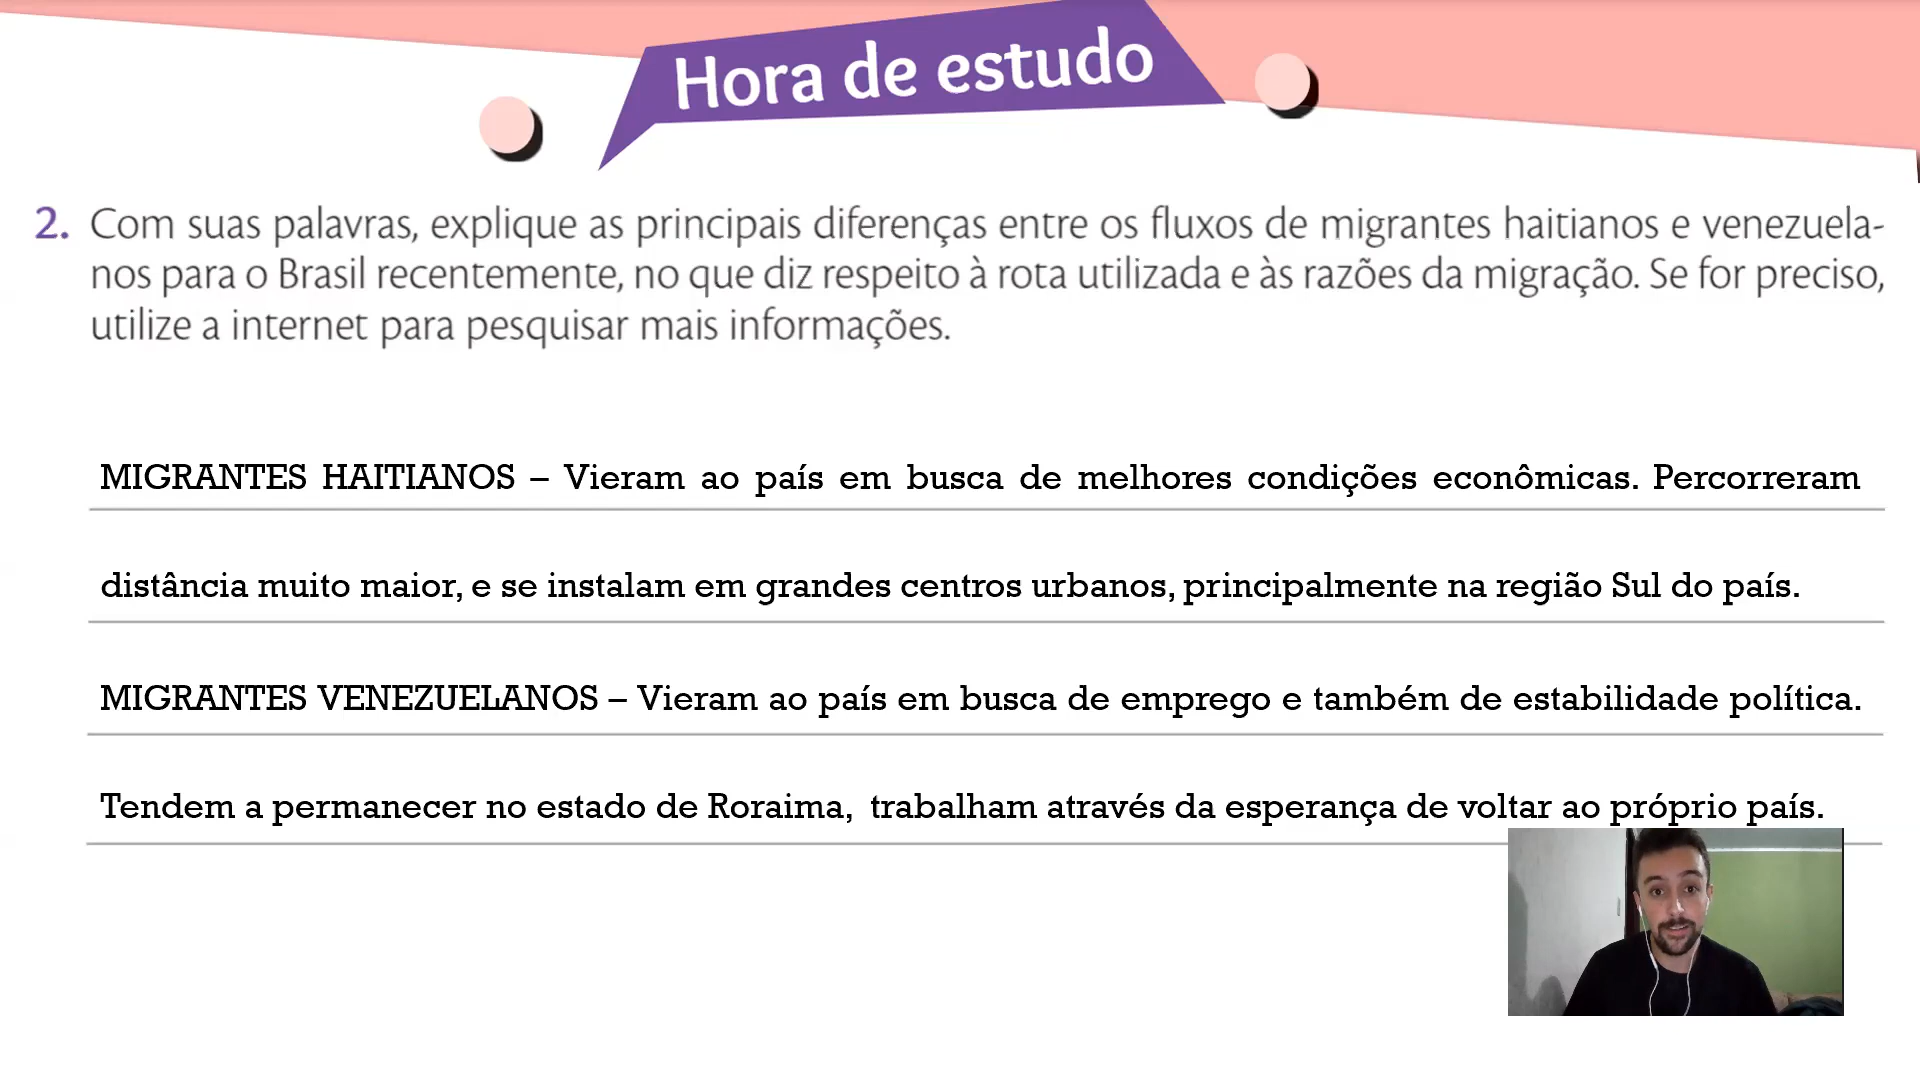 Hora de estudo
2. Com suas palavras, explique as principais diferenças entre os fluxos de migrantes haitianos e venezuela-
nos para o Brasil recentemente, no que diz respeito à rota utilizada e às razões da migração. Se for preciso,
utilize a internet para pesquisar mais informações.
MIGRANTES HAITIANOS – Vieram ao país em busca de melhores condições econômicas. Percorreram
distância muito maior, e se instalam em grandes centros urbanos, principalmente na região Sul do país.
MIGRANTES VENEZUELANOS – Vieram ao país em busca de emprego e também de estabilidade política.
Tendem a permanecer no estado de Roraima, trabalham através da esperança de voltar ao próprio país.